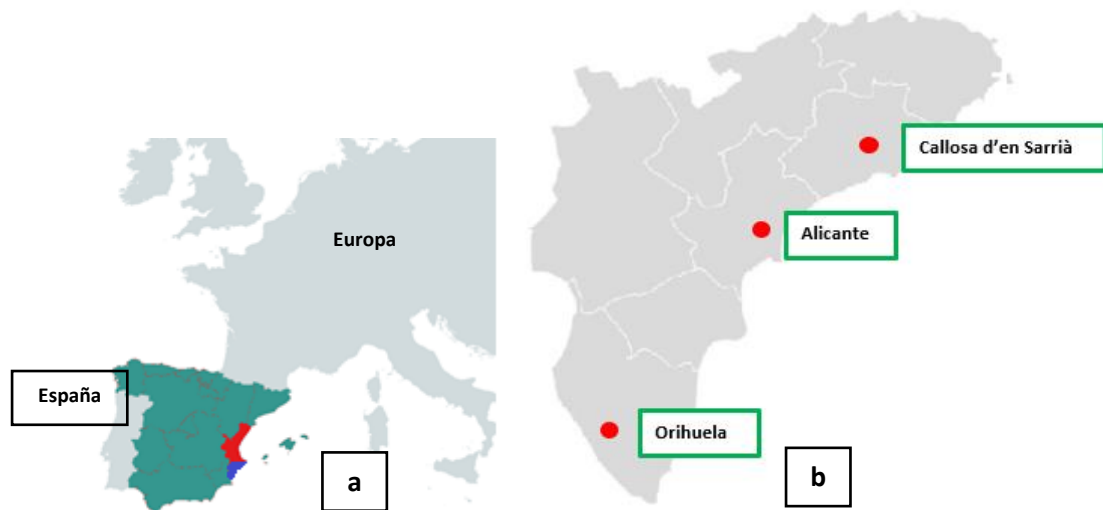 Europa
España
a
Callosa d'en Sarrià
Alicante
Orihuela
b